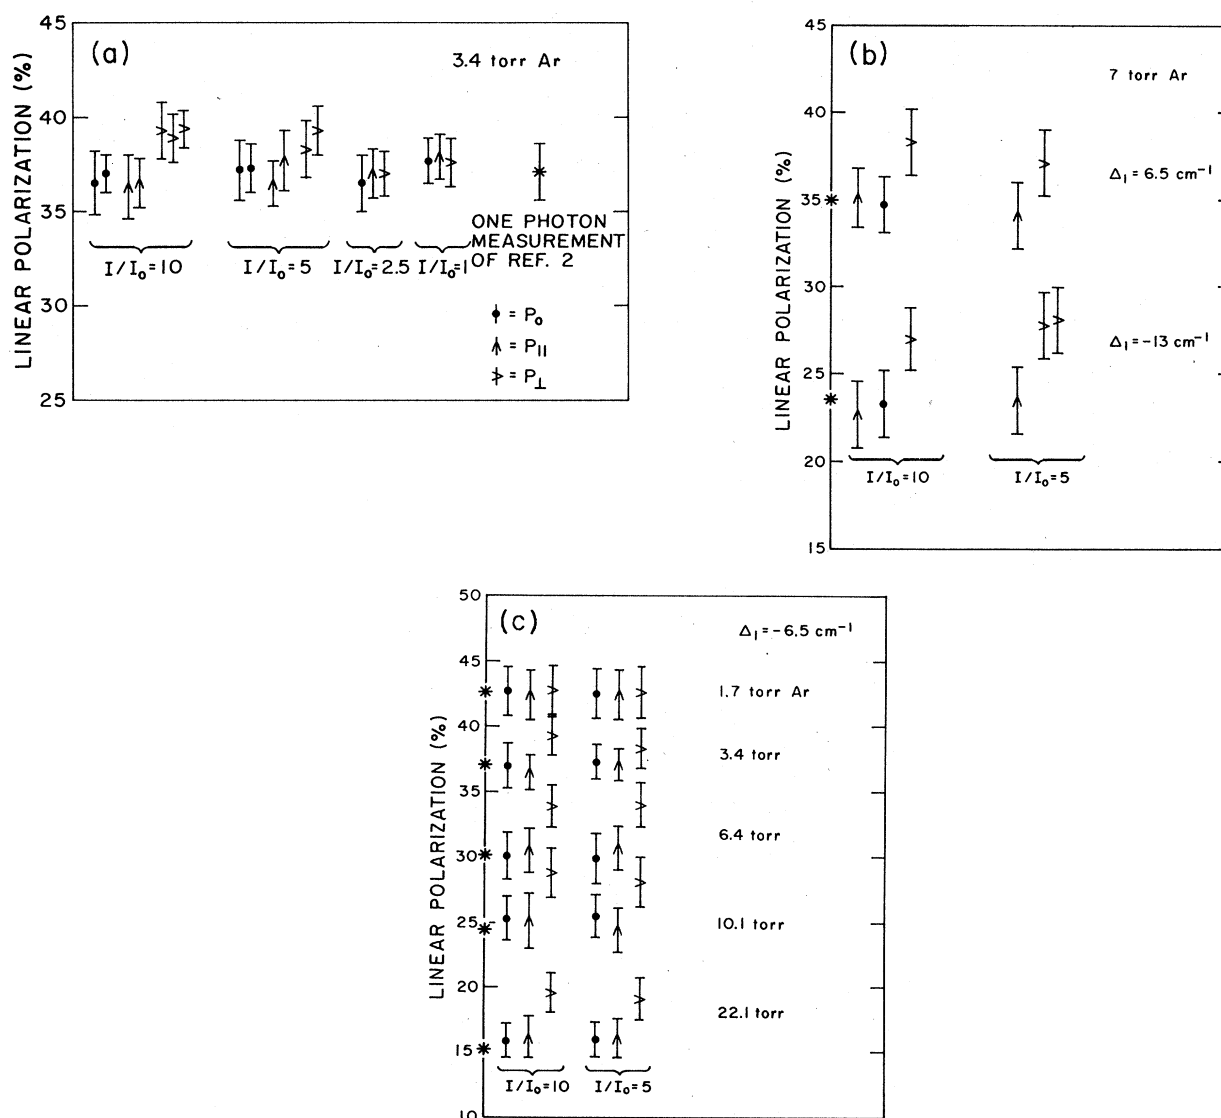 45
40
35
30
25
LINEAR POLARIZATION (%)
(a)
3.4 torr Ar
I/I₀=10
I/I₀=5
I/I₀=2.5
I/I₀=1
ONE PHOTON
MEASUREMENT
OF REF. 2
= P₀
= P||
= P⊥
45
40
35
30
25
20
15
LINEAR POLARIZATION (%)
(b)
7 torr Ar
Δ₁ = 6.5 cm⁻¹
Δ₁ = -13 cm⁻¹
I/I₀=10
I/I₀=5
50
45
40
35
30
25
20
15
10
LINEAR POLARIZATION (%)
(c)
Δ₁ = -6.5 cm⁻¹
1.7 torr Ar
3.4 torr
6.4 torr
10.1 torr
22.1 torr
I/I₀=10
I/I₀=5